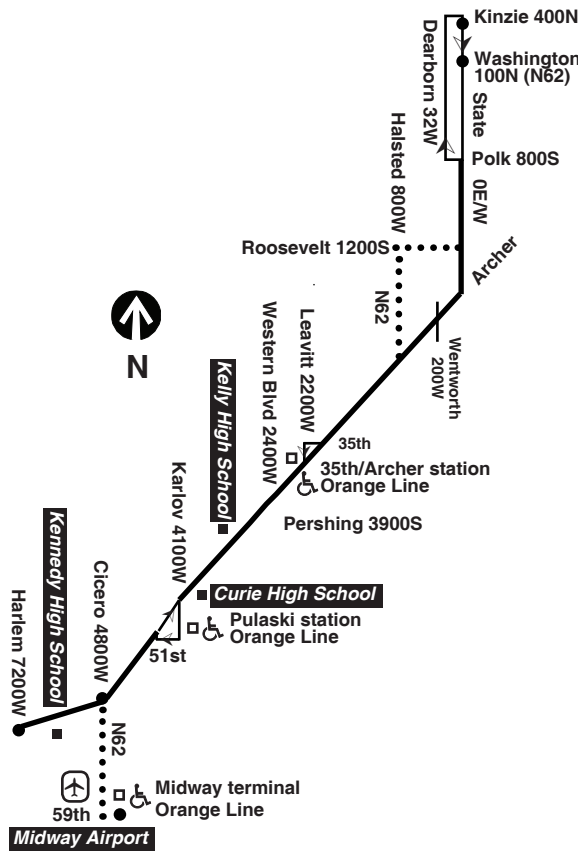 Kinzie 400N
Washington
100N (N62)
Dearborn 32W
State
Polk 800S
0E/W
Halsted 800W
Roosevelt 1200S
Archer
N62
N
Wentworth
200W
Western Blvd 2400W
Leavitt 2200W
35th
35th/Archer station
Orange Line
Kelly High School
Pershing 3900S
Karlov 4100W
Curie High School
Pulaski station
Orange Line
51st
Kennedy High School
Cicero 4800W
Harlem 7200W
N62
Midway terminal
Orange Line
59th
Midway Airport